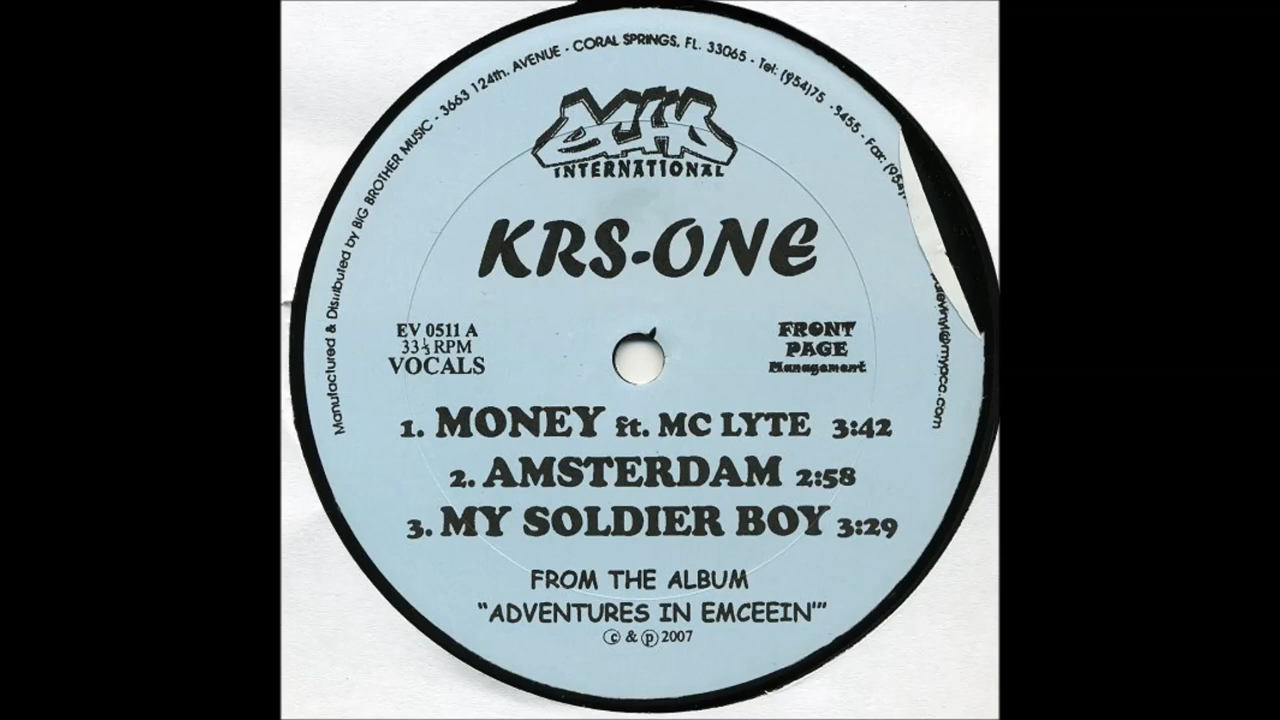 Manufactured & Distributed by BIG BROTHER MUSIC - 3663 124th. AVENUE - CORAL SPRINGS, FL. 33065 - Tel: (954)75 -3455 - Fax: (954)
@mypcc.com
INTERNATIONAL
KRS-ONE
EV 0511 A
33⅓ RPM
VOCALS
FRONT
PAGE
Management
1. MONEY ft. MC LYTE 3:42
2. AMSTERDAM 2:58
3. MY SOLDIER BOY 3:29
FROM THE ALBUM
"ADVENTURES IN EMCEEIN'"
© & ℗ 2007